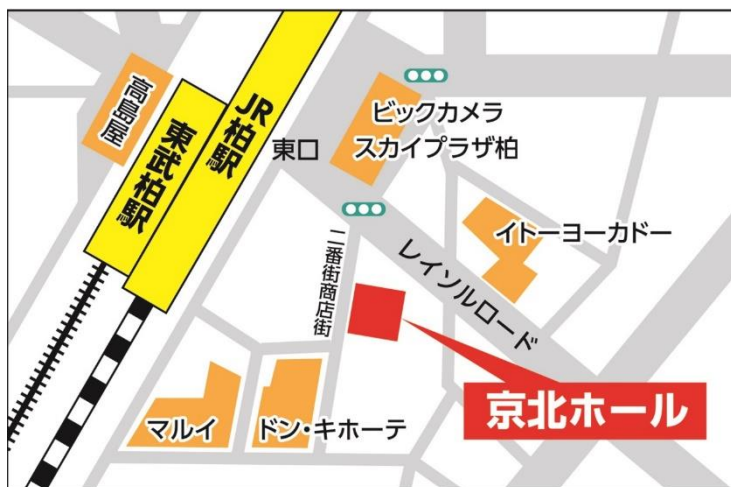 高島屋
東武柏駅
JR柏駅
東口
ビックカメラ
スカイプラザ柏
イトーヨーカドー
二番街商店街
レイソルロード
京北ホール
マルイ
ドン・キホーテ